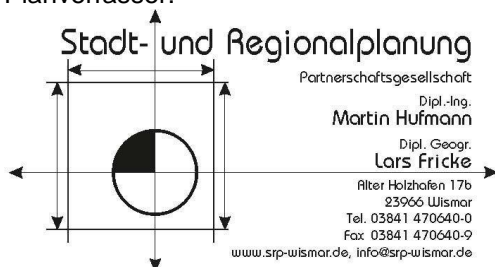 Planverfasser:
Stadt- und Regionalplanung
Partnerschaftsgesellschaft
Dipl.-Ing.
Martin Hufmann
Dipl. Geogr.
Lars Fricke
Alter Holzhafen 17b
23966 Wismar
Tel. 03841 470640-0
Fax 03841 470640-9
www.srp-wismar.de, info@srp-wismar.de